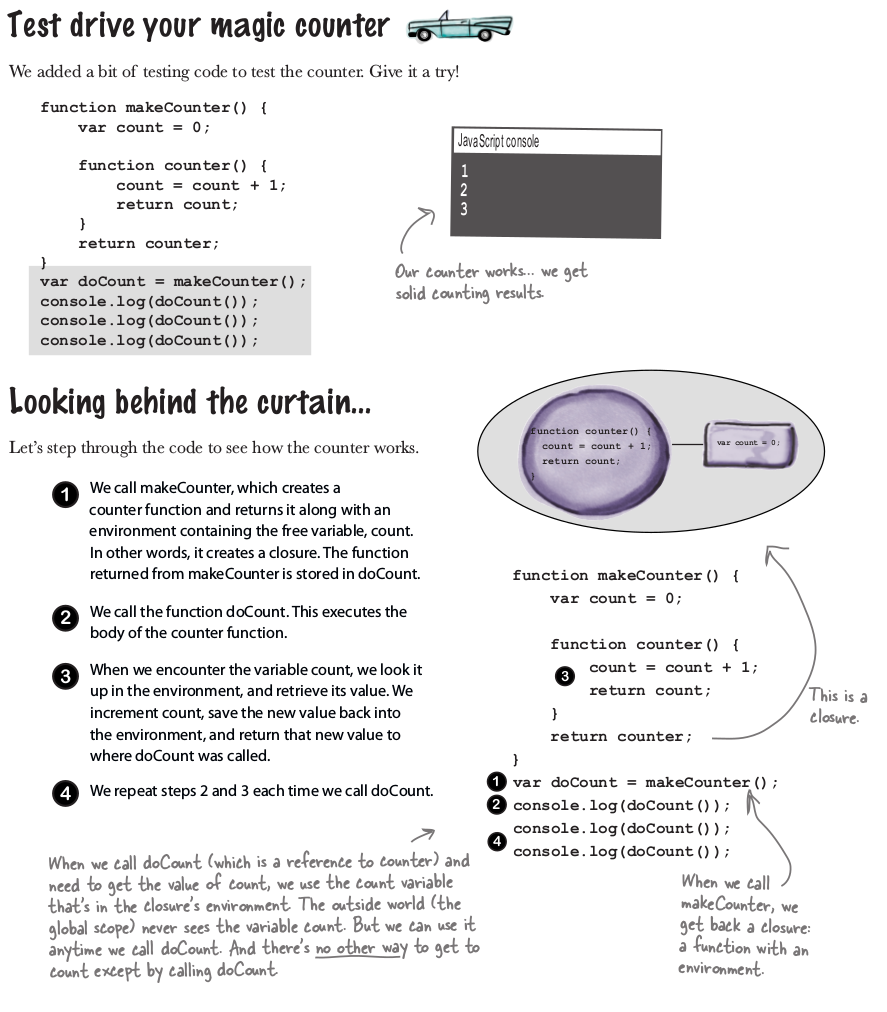 Test drive your magic counter
We added a bit of testing code to test the counter. Give it a try!
function makeCounter() {
var count = 0;
function counter() {
count = count + 1;
return count;
}
return counter;
}
var doCount = makeCounter();
console.log(doCount());
console.log(doCount());
console.log(doCount());
JavaScript console
1
2
3
Our counter works... we get
solid counting results.
Looking behind the curtain...
Let's step through the code to see how the counter works.
1 We call makeCounter, which creates a
counter function and returns it along with an
environment containing the free variable, count.
In other words, it creates a closure. The function
returned from makeCounter is stored in doCount.
2 We call the function doCount. This executes the
body of the counter function.
3 When we encounter the variable count, we look it
up in the environment, and retrieve its value. We
increment count, save the new value back into
the environment, and return that new value to
where doCount was called.
4 We repeat steps 2 and 3 each time we call doCount.
When we call doCount (which is a reference to counter) and
need to get the value of count, we use the count variable
that's in the closure's environment. The outside world (the
global scope) never sees the variable count. But we can use it
anytime we call doCount. And there's no other way to get to
count except by calling doCount.
function counter() {
count = count + 1;
return count;
}
var count = 0;
function makeCounter() {
var count = 0;
function counter() {
3 count = count + 1;
return count;
}
return counter;
}
This is a
closure.
1 var doCount = makeCounter();
2 console.log(doCount());
console.log(doCount());
4 console.log(doCount());
When we call
makeCounter, we
get back a closure:
a function with an
environment.